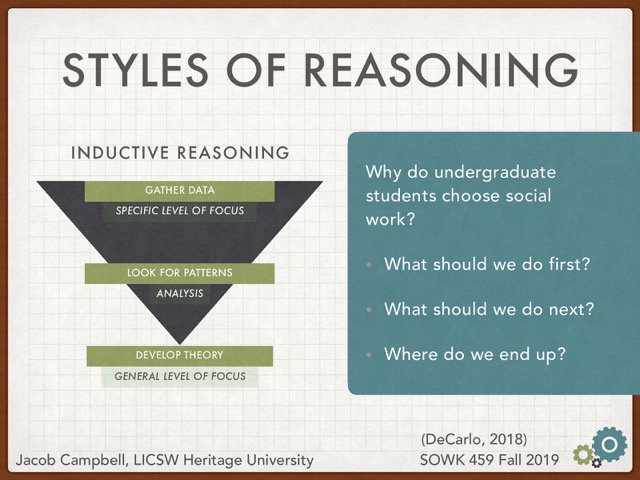 STYLES OF REASONING
INDUCTIVE REASONING
GATHER DATA
SPECIFIC LEVEL OF FOCUS
LOOK FOR PATTERNS
ANALYSIS
DEVELOP THEORY
GENERAL LEVEL OF FOCUS
Why do undergraduate
students choose social
work?
• What should we do first?
• What should we do next?
• Where do we end up?
(DeCarlo, 2018)
Jacob Campbell, LICSW Heritage University
SOWK 459 Fall 2019